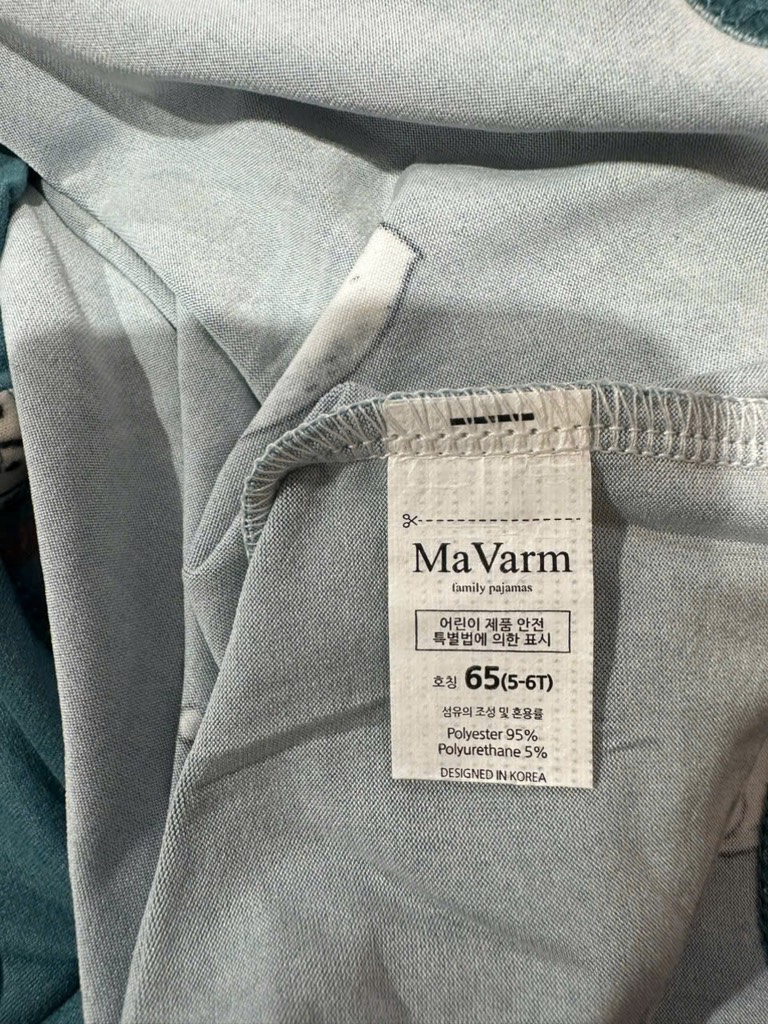 MaVarm
family pajamas
어린이 제품 안전
특별법에 의한 표시
호칭 65(5-6T)
섬유의 조성 및 혼용률
Polyester 95%
Polyurethane 5%
DESIGNED IN KOREA